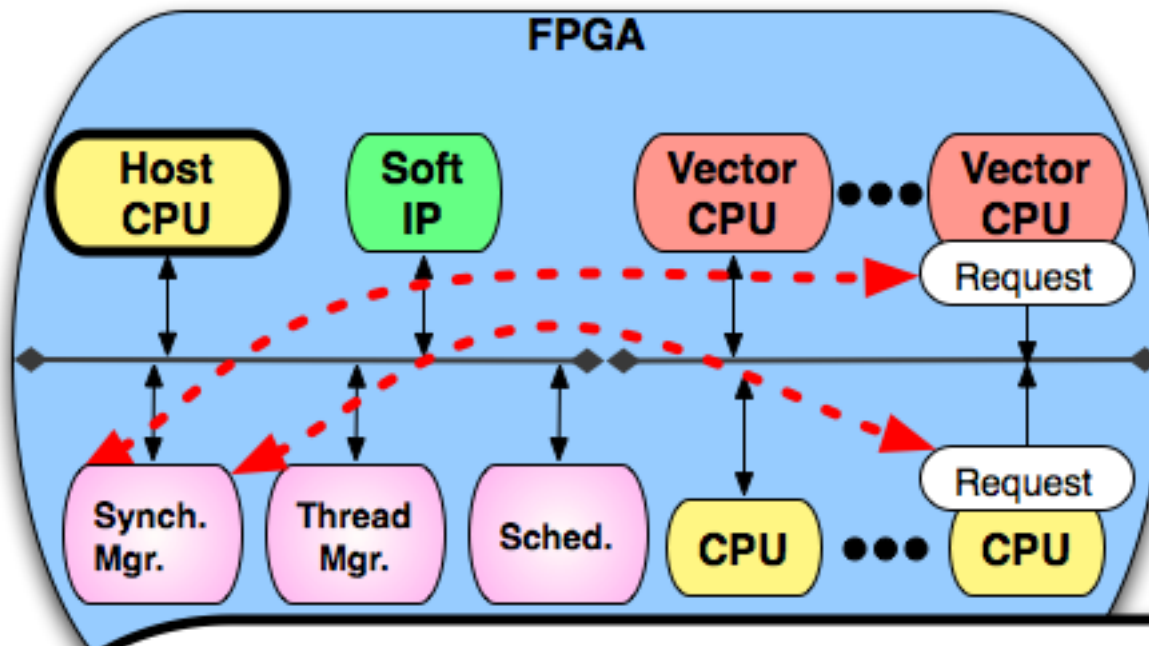 FPGA
Host
CPU
Soft
IP
Vector
CPU
Vector
CPU
Request
Request
Synch.
Mgr.
Thread
Mgr.
Sched.
CPU
CPU